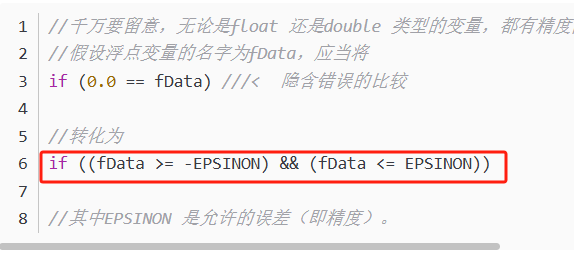 1 //千万要留意，无论是float 还是double 类型的变量，都有精度
2 //假设浮点变量的名字为fData，应当将
3 if (0.0 == fData) ///<  隐含错误的比较
4
5 //转化为
6 if ((fData >= -EPSINON) && (fData <= EPSINON))
7
8 //其中EPSINON 是允许的误差（即精度）。